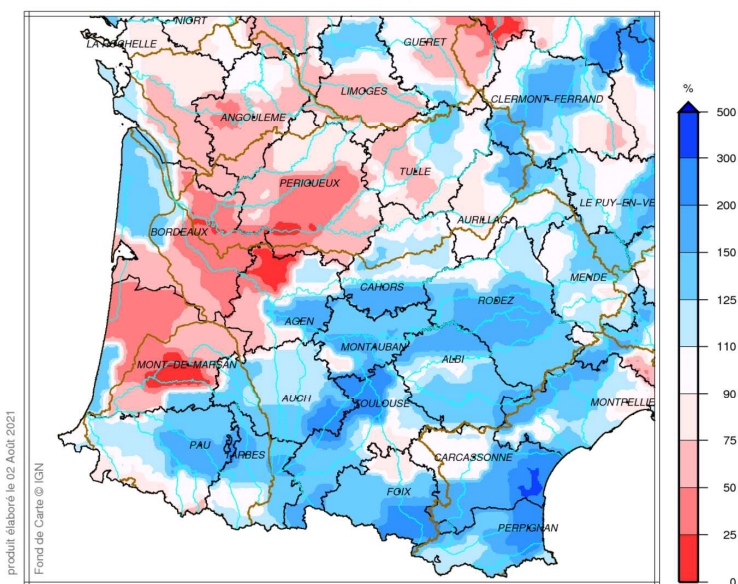 NIORT
LA ROCHELLE
GUERET
%
LIMOGES
CLERMONT-FERRAND
500
ANGOULEME
300
TULLE
PERIGUEUX
200
LE PUY-EN-VE
AURILLAC
BORDEAUX
150
MENDE
CAHORS
RODEZ
125
AGEN
MONTAUBAN
110
ALBI
MONT-DE-MARSAN
90
AUCH
TOULOUSE
MONTPELLIE
75
PAU
TARBES
CARCASSONNE
50
FOIX
PERPIGNAN
25
0
produit élaboré le 02 Août 2021
Fond de Carte © IGN